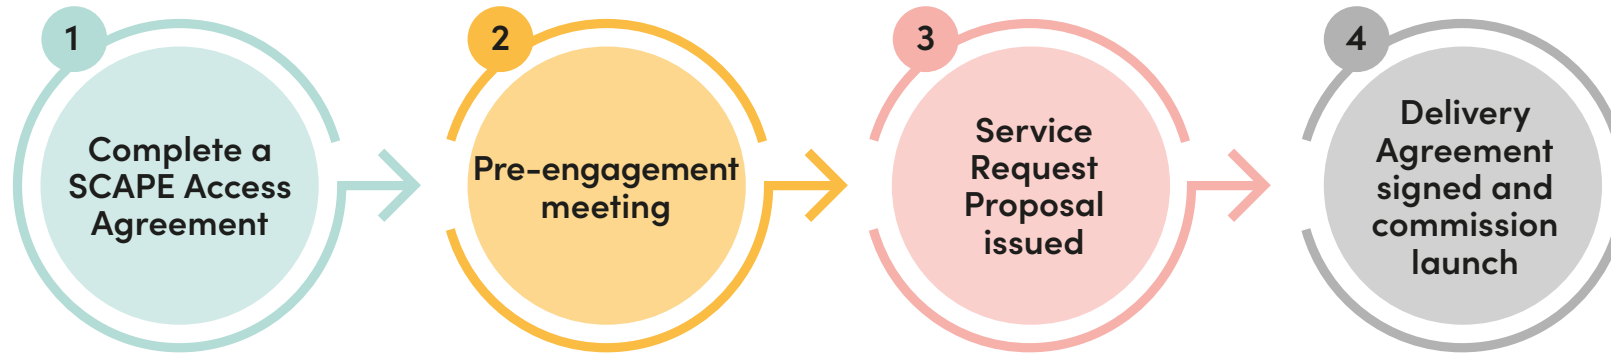 1
Complete a
SCAPE Access
Agreement
2
Pre-engagement
meeting
3
Service
Request
Proposal
issued
4
Delivery
Agreement
signed and
commission
launch